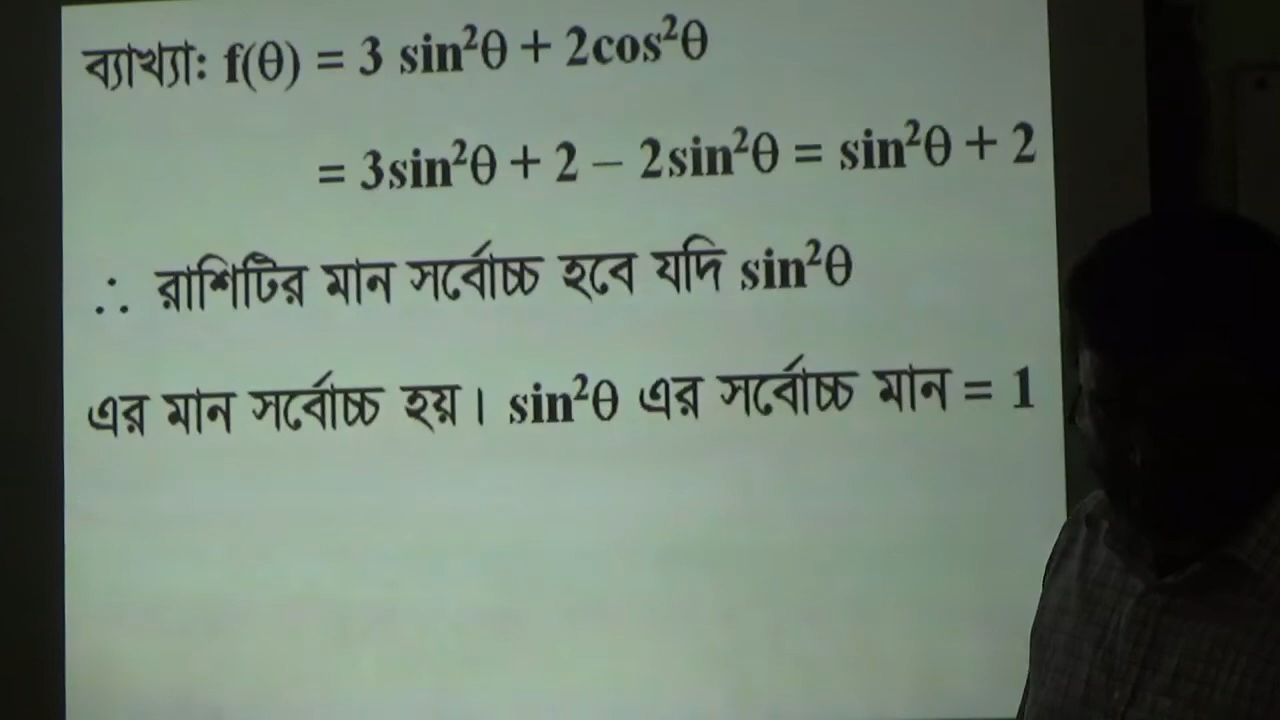 ব্যাখ্যাঃ f(θ) = 3 sin²θ + 2cos²θ
= 3sin²θ + 2 – 2sin²θ = sin²θ + 2
∴ রাশিটির মান সর্বোচ্চ হবে যদি sin²θ
এর মান সর্বোচ্চ হয়। sin²θ এর সর্বোচ্চ মান = 1